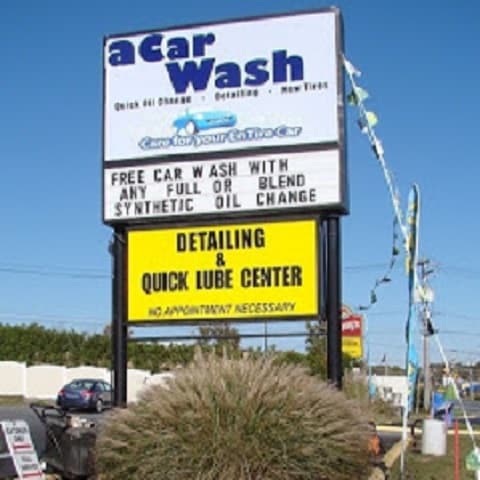 acar
Wash
Quick Oil Change · Detailing · New Tires
Care for your EnTire Car
FREE CAR WASH WITH
ANY FULL OR BLEND
SYNTHETIC OIL CHANGE
DETAILING
&
QUICK LUBE CENTER
NO APPOINTMENT NECESSARY